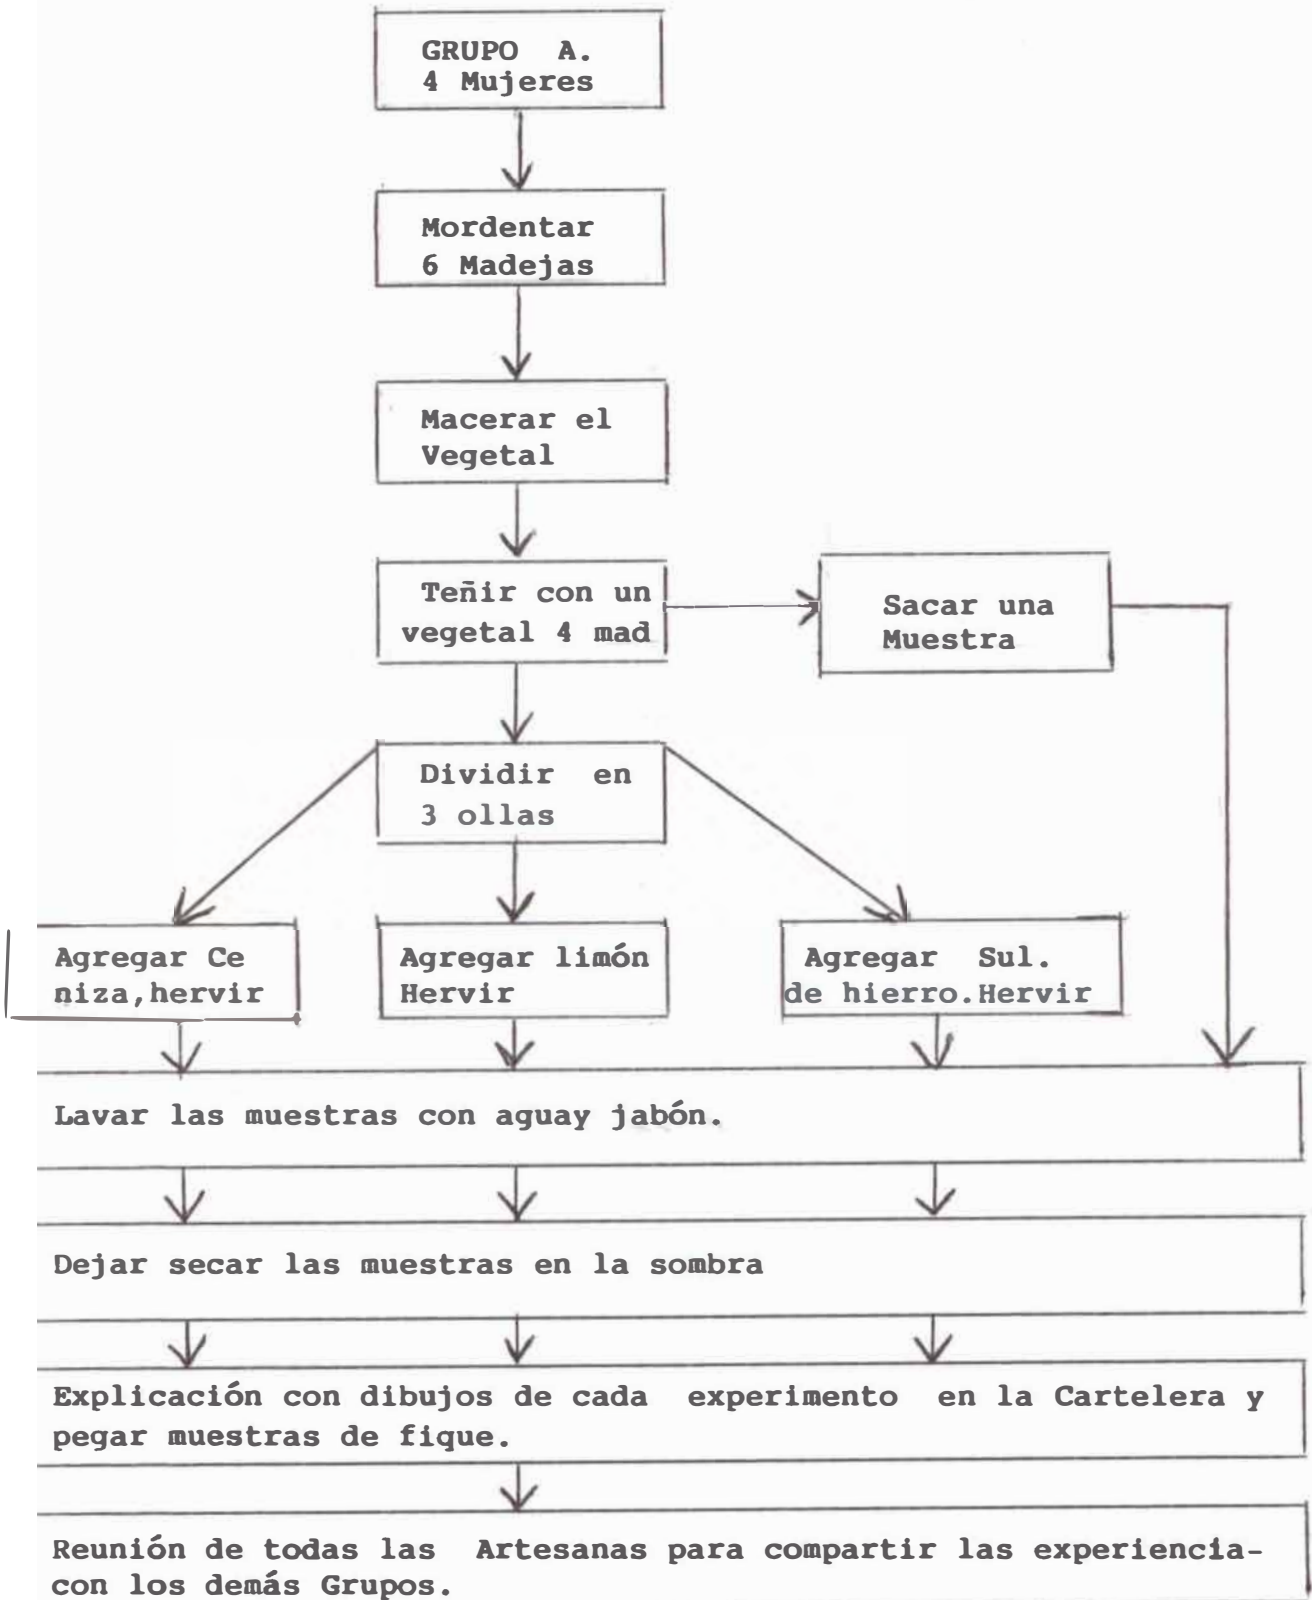 GRUPO A.
4 Mujeres
Mordentar
6 Madejas
Macerar el
Vegetal
Teñir con un
vegetal 4 mad
Sacar una
Muestra
Dividir en
3 ollas
Agregar Ce
niza,hervir
Agregar limón
Hervir
Agregar Sul.
de hierro.Hervir
Lavar las muestras con aguay jabón.
Dejar secar las muestras en la sombra
Explicación con dibujos de cada experimento en la Cartelera y
pegar muestras de fique.
Reunión de todas las Artesanas para compartir las experiencia-
con los demás Grupos.